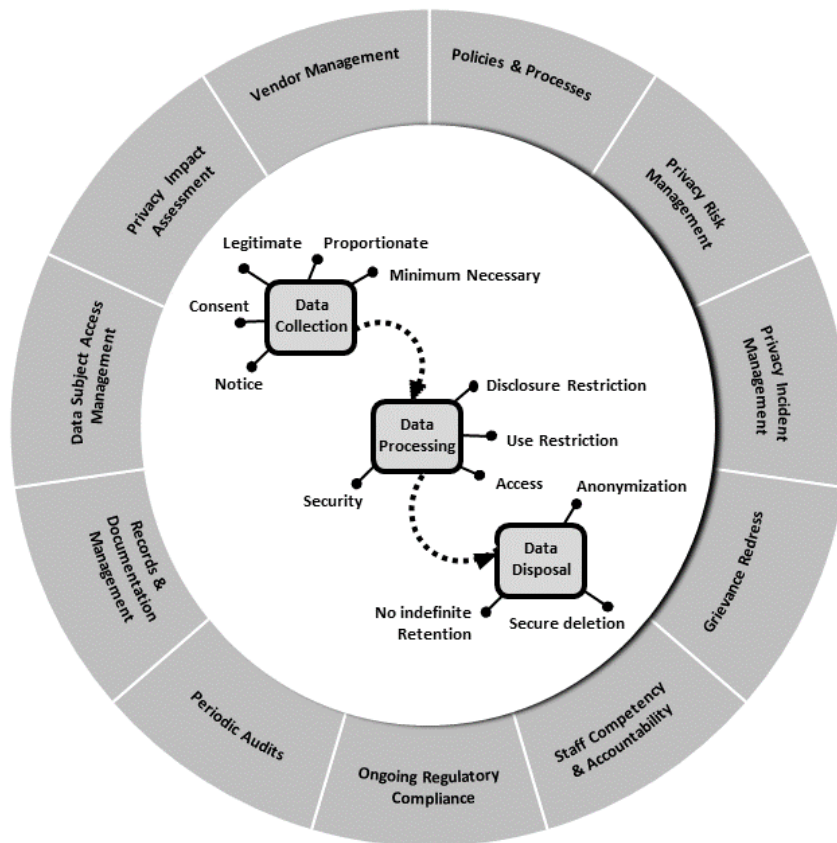 Vendor Management
Policies & Processes
Privacy Risk
Management
Privacy Incident
Management
Grievance Redress
Staff Competency
& Accountability
Ongoing Regulatory
Compliance
Periodic Audits
Records &
Documentation
Management
Data Subject Access
Management
Privacy Impact
Assessment
Legitimate
Proportionate
Minimum Necessary
Consent
Notice
Data
Collection
Disclosure Restriction
Use Restriction
Access
Security
Data
Processing
Anonymization
Data
Disposal
No indefinite
Retention
Secure deletion